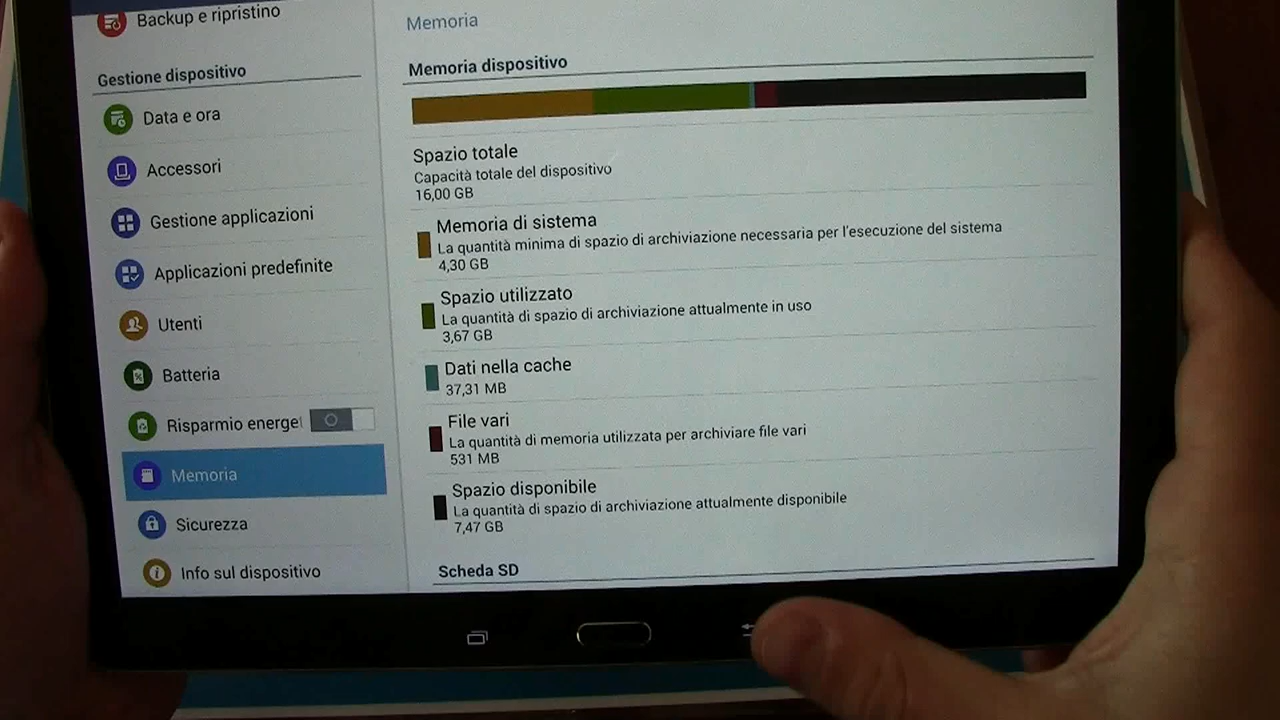 Backup e ripristino
Gestione dispositivo
Data e ora
Accessori
Gestione applicazioni
Applicazioni predefinite
Utenti
Batteria
Risparmio energet
Memoria
Sicurezza
Info sul dispositivo
Memoria
Memoria dispositivo
Spazio totale
Capacità totale del dispositivo
16,00 GB
Memoria di sistema
La quantità minima di spazio di archiviazione necessaria per l'esecuzione del sistema
4,30 GB
Spazio utilizzato
La quantità di spazio di archiviazione attualmente in uso
3,67 GB
Dati nella cache
37,31 MB
File vari
La quantità di memoria utilizzata per archiviare file vari
531 MB
Spazio disponibile
La quantità di spazio di archiviazione attualmente disponibile
7,47 GB
Scheda SD